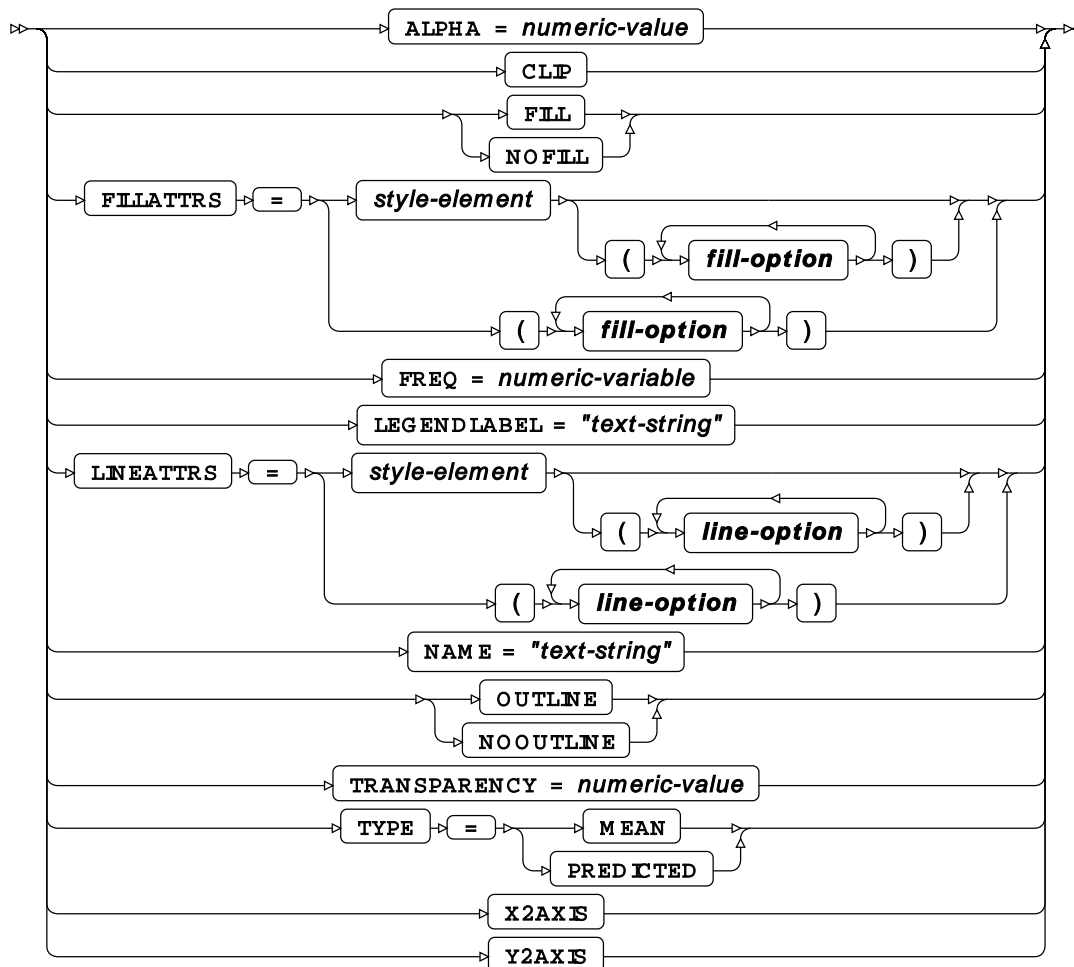 ALPHA = numeric-value
CLIP
FILL
NOFILL
FILLATTRS = style-element
( fill-option )
( fill-option )
FREQ = numeric-variable
LEGENDLABEL = "text-string"
LINEATTRS = style-element
( line-option )
( line-option )
NAME = "text-string"
OUTLINE
NOOUTLINE
TRANSPARENCY = numeric-value
TYPE = MEAN
PREDICTED
X2AXIS
Y2AXIS